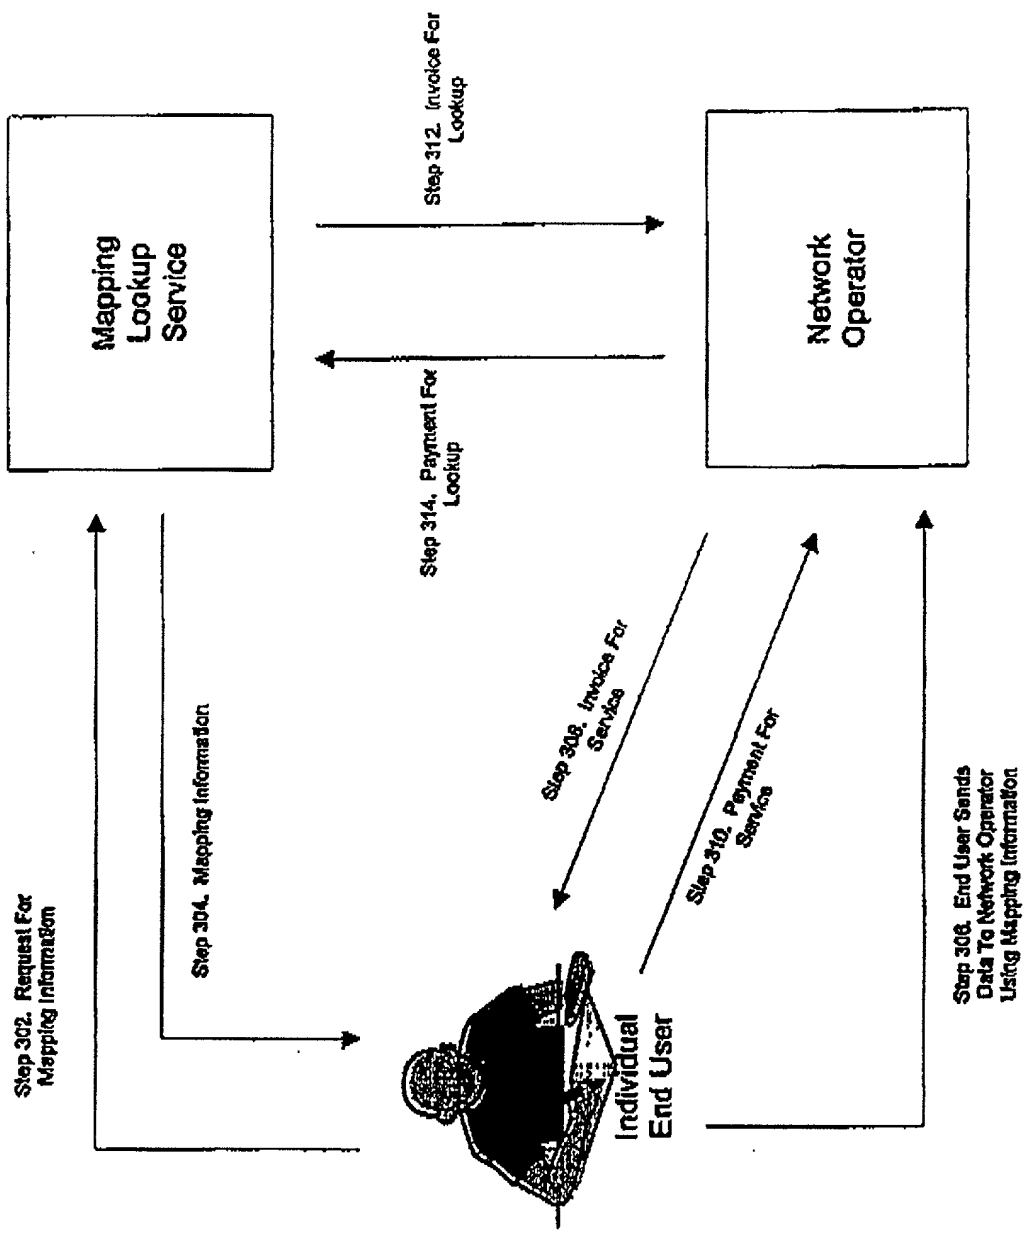 Step 302. Request For
Mapping Information
Step 304. Mapping Information
Mapping
Lookup
Service
Step 312. Invoice For
Lookup
Step 314. Payment For
Lookup
Individual
End User
Step 308. Invoice For
Service
Step 310. Payment For
Service
Network
Operator
Step 306. End User Sends
Data To Network Operator
Using Mapping Information